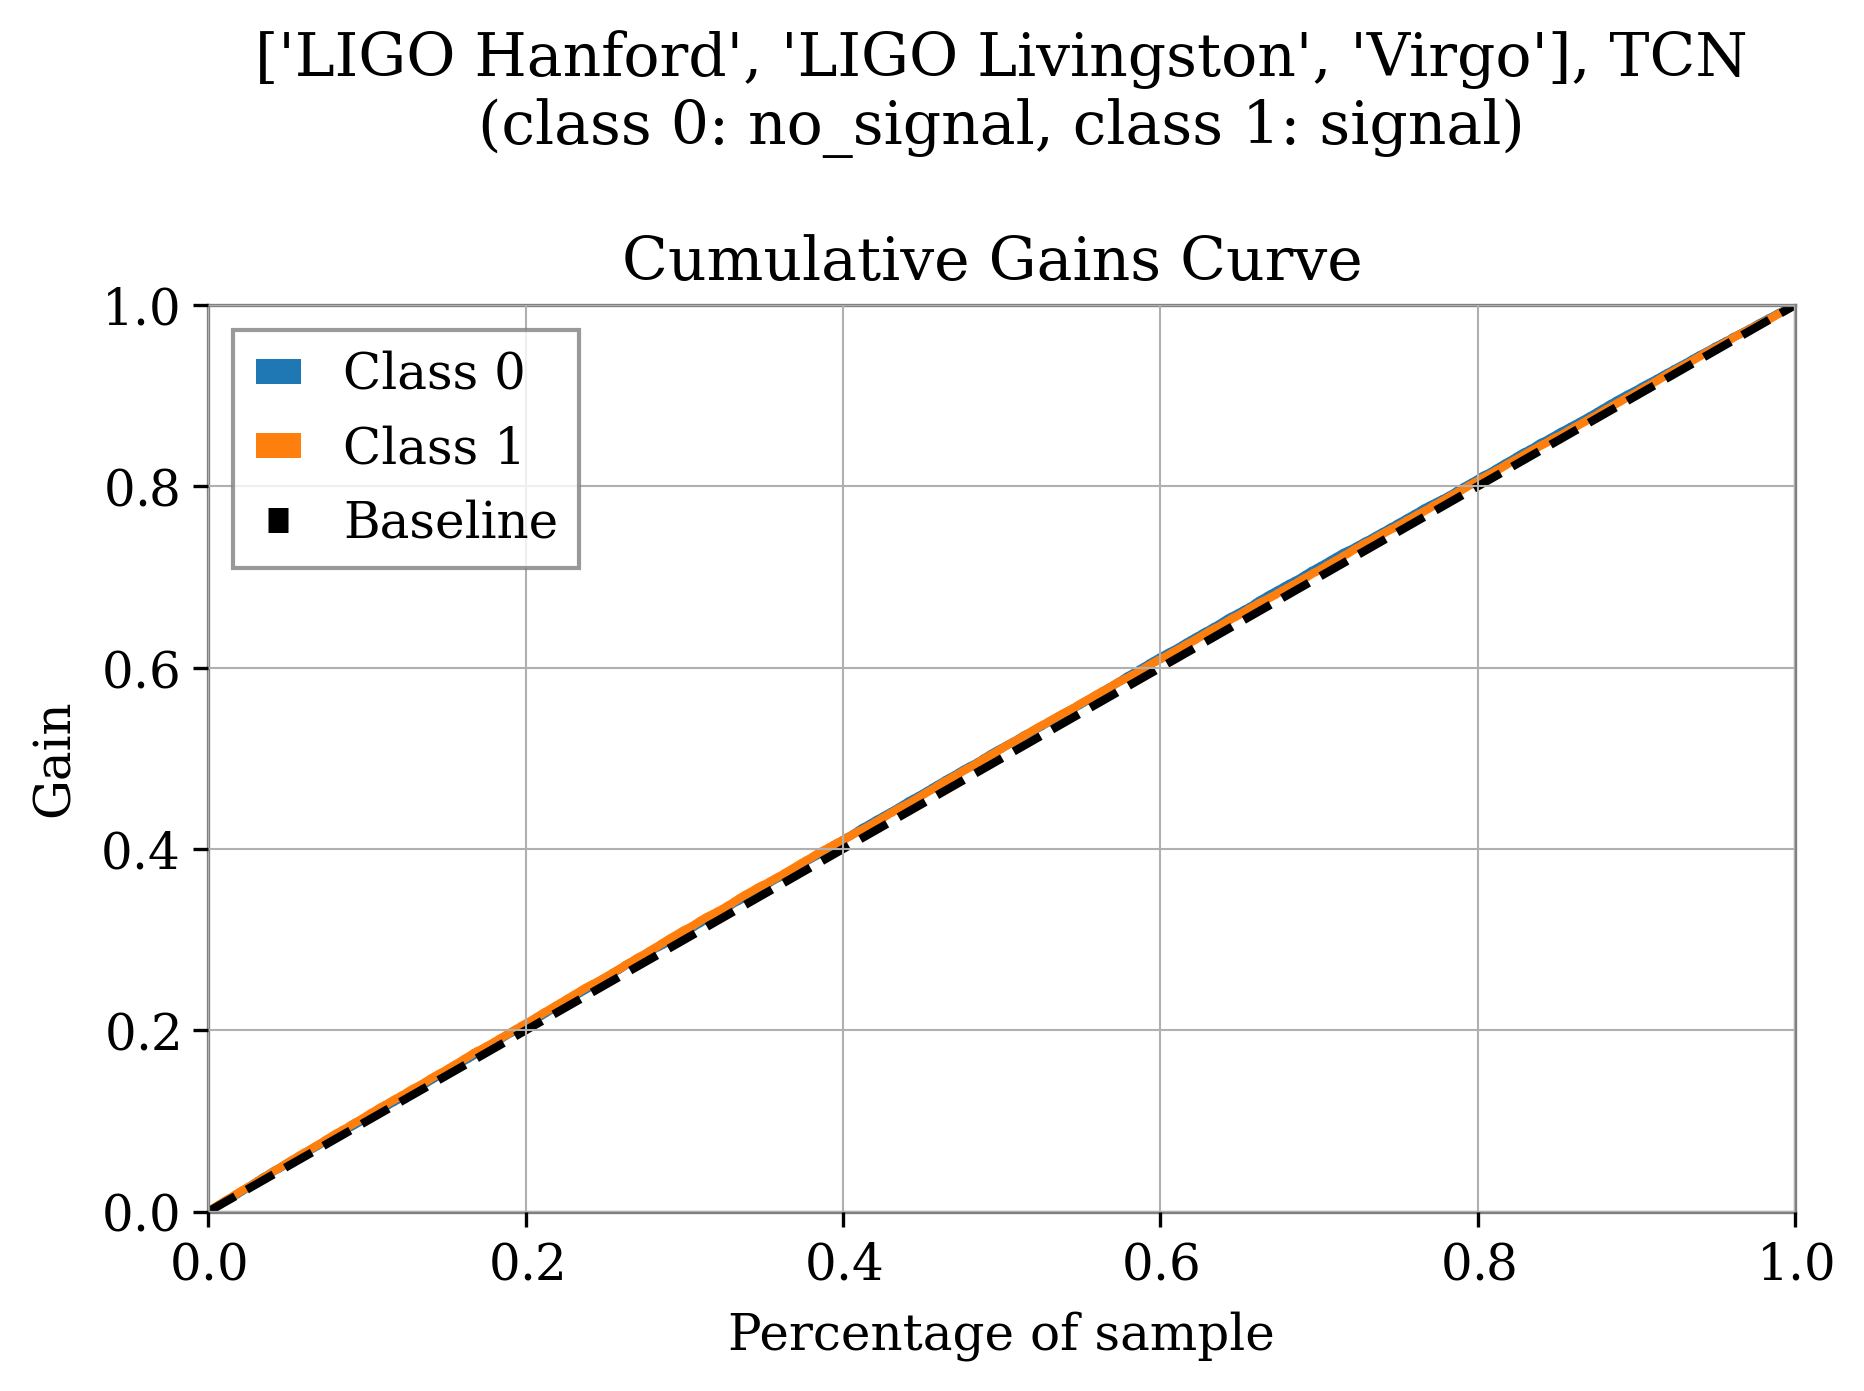 ['LIGO Hanford', 'LIGO Livingston', 'Virgo'], TCN
(class 0: no_signal, class 1: signal)
Cumulative Gains Curve
Class 0
Class 1
Baseline
Gain
1.0
0.8
0.6
0.4
0.2
0.0
0.0 0.2 0.4 0.6 0.8 1.0
Percentage of sample